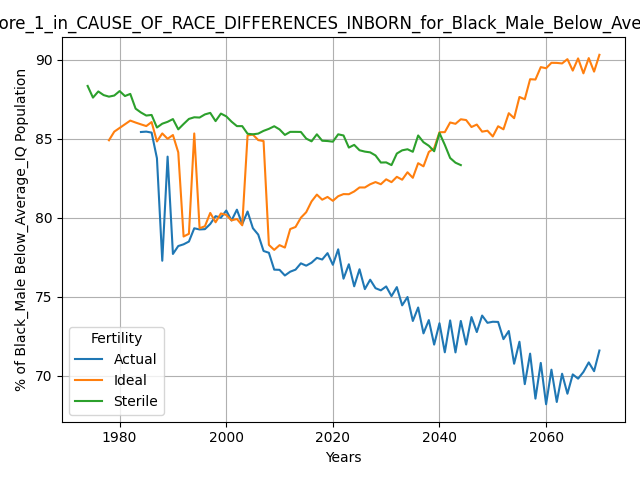 ore_1_in_CAUSE_OF_RACE_DIFFERENCES_INBORN_for_Black_Male_Below_Ave
% of Black_Male Below_Average_IQ Population
90
85
80
75
70
Fertility
Actual
Ideal
Sterile
1980
2000
2020
2040
2060
Years